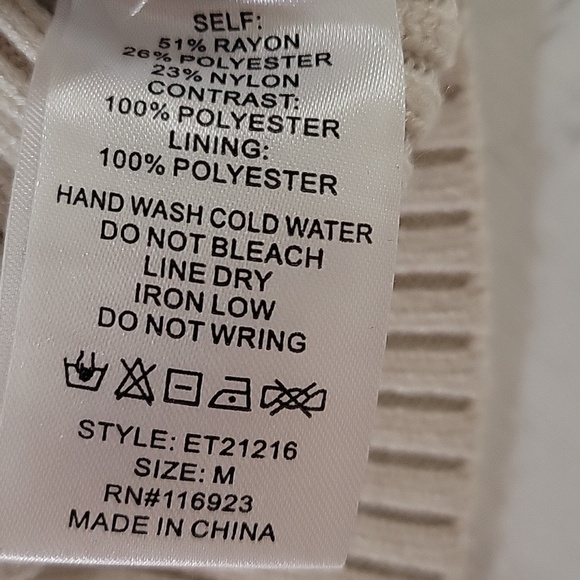 SELF:
51% RAYON
26% POLYESTER
23% NYLON
CONTRAST:
100% POLYESTER
LINING:
100% POLYESTER
HAND WASH COLD WATER
DO NOT BLEACH
LINE DRY
IRON LOW
DO NOT WRING
STYLE: ET21216
SIZE: M
RN#116923
MADE IN CHINA